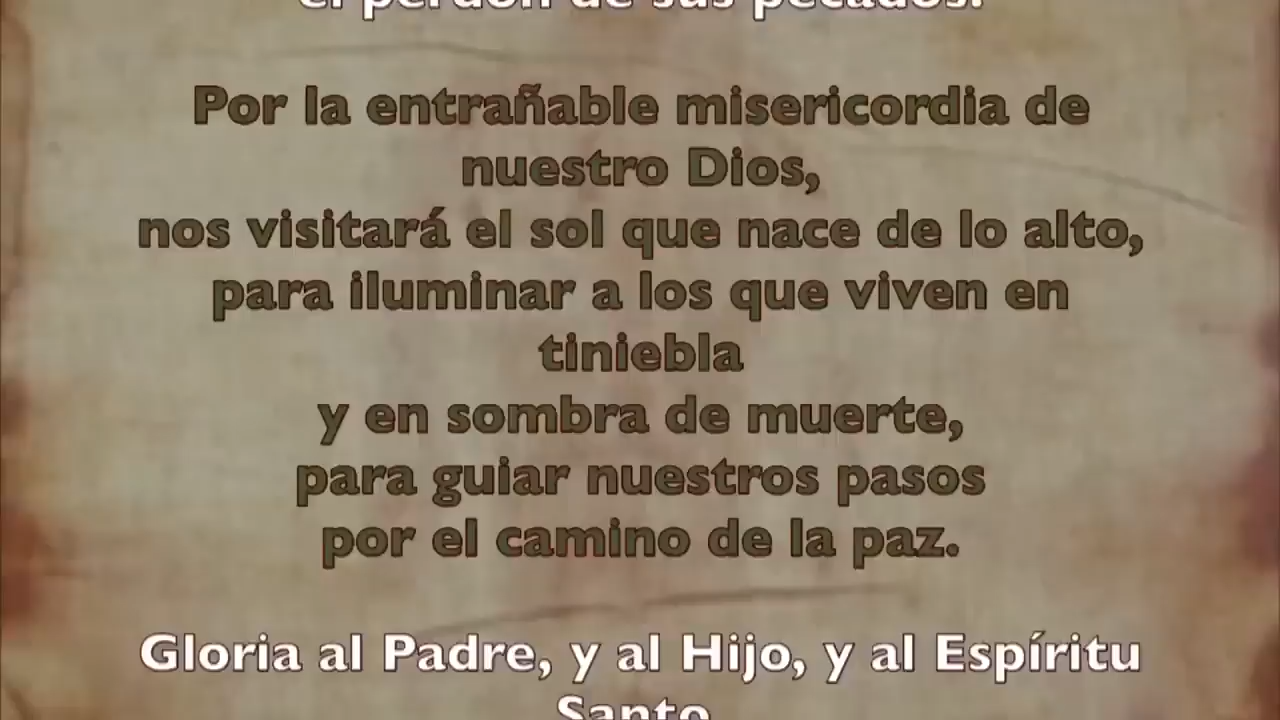 el perdón de sus pecados.
Por la entrañable misericordia de
nuestro Dios,
nos visitará el sol que nace de lo alto,
para iluminar a los que viven en
tiniebla
y en sombra de muerte,
para guiar nuestros pasos
por el camino de la paz.
Gloria al Padre, y al Hijo, y al Espíritu
Santo